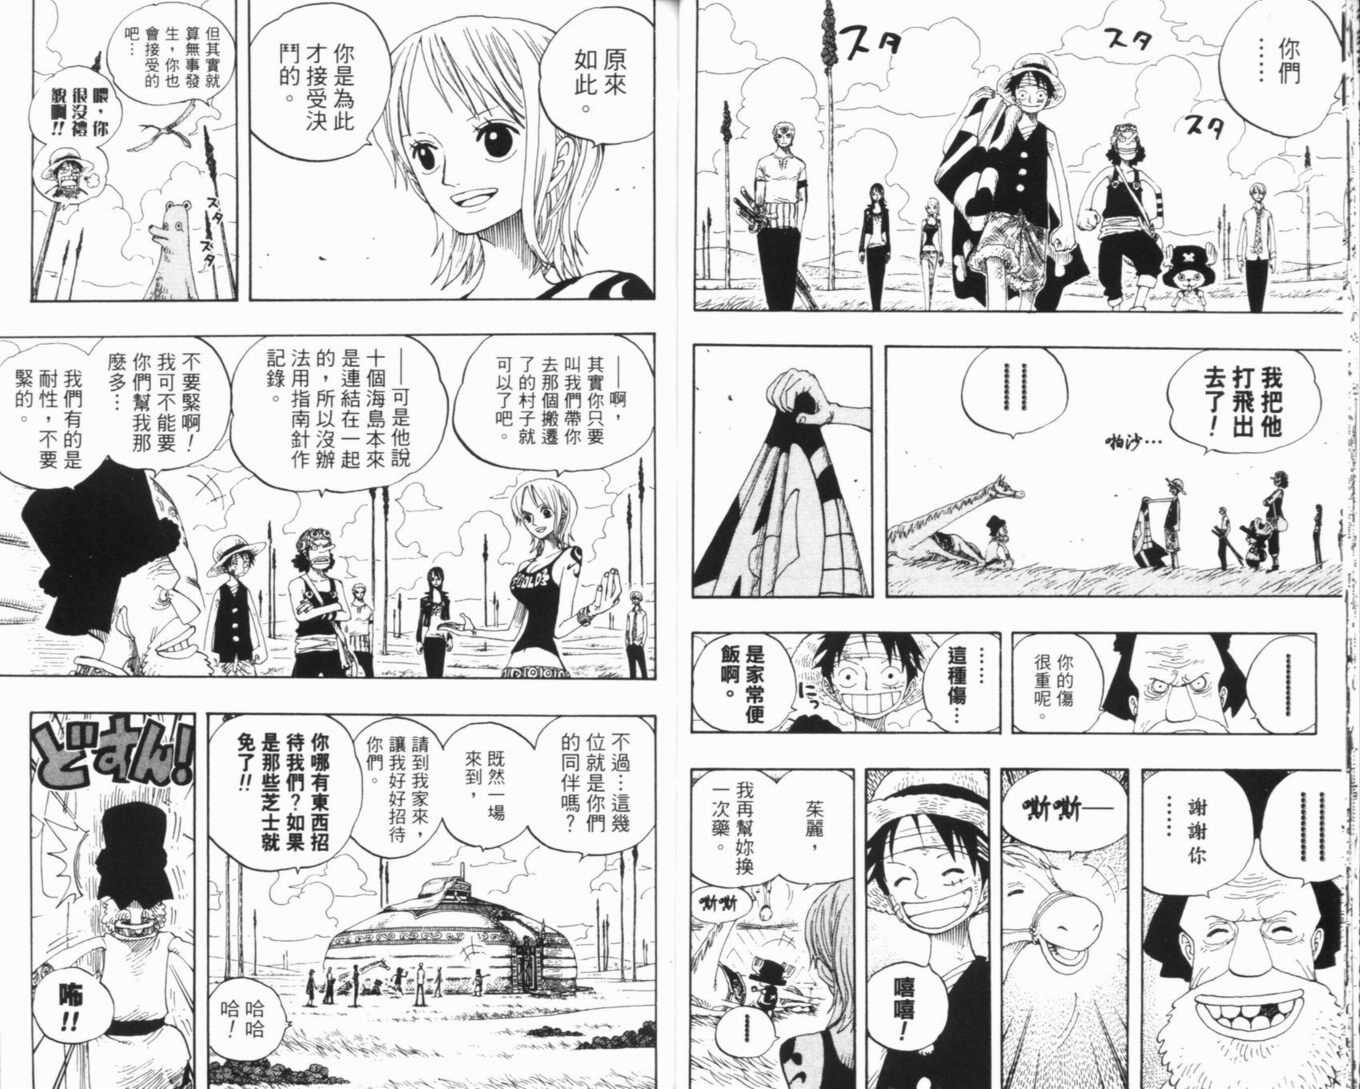 你們
……
スタ
スタ
スタ
我把他
打飛出
去了！
…………
啪沙…
…………
你的傷
很重呢。
……
這種傷…
是家常便
飯啊。
にっ
…………
謝謝你
……
嘶嘶——
嘻嘻！
茱麗，
我再幫妳換
一次藥。
嘶嘶
……
原來
如此。
你是為此
才接受決
鬥的。
但其實就
算無事發
生，你也
會接受的
吧…
喂，你
很沒禮
貌啊!!
スタ
スタ
——啊，
其實你只要
叫我們帶你
去那個搬遷
了的村子就
可以了吧。
——可是他說
十個海島本來
是連結在一起
的，所以沒辦
法用指南針作
記錄。
不要緊啊！
我可不能要
你們幫我那
麼多…
我們有的是
耐性，不要
緊的。
不過…這幾
位就是你們
的同伴嗎？
既然一場
來到，
請到我家來，
讓我好好招待
你們。
你哪有東西招
待我們？如果
是那些芝士就
免了!!
哈哈
哈！
どすん!
咘!!